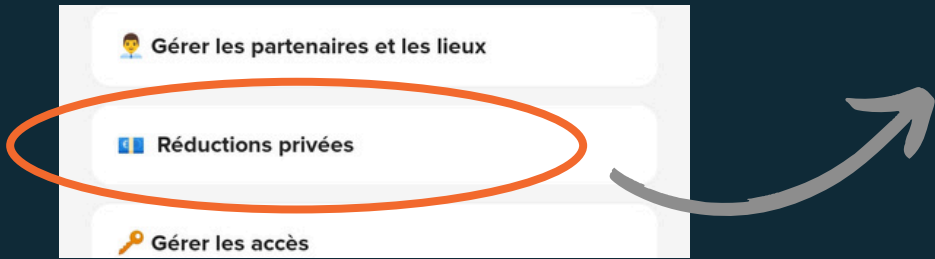 Gérer les partenaires et les lieux
Réductions privées
Gérer les accès